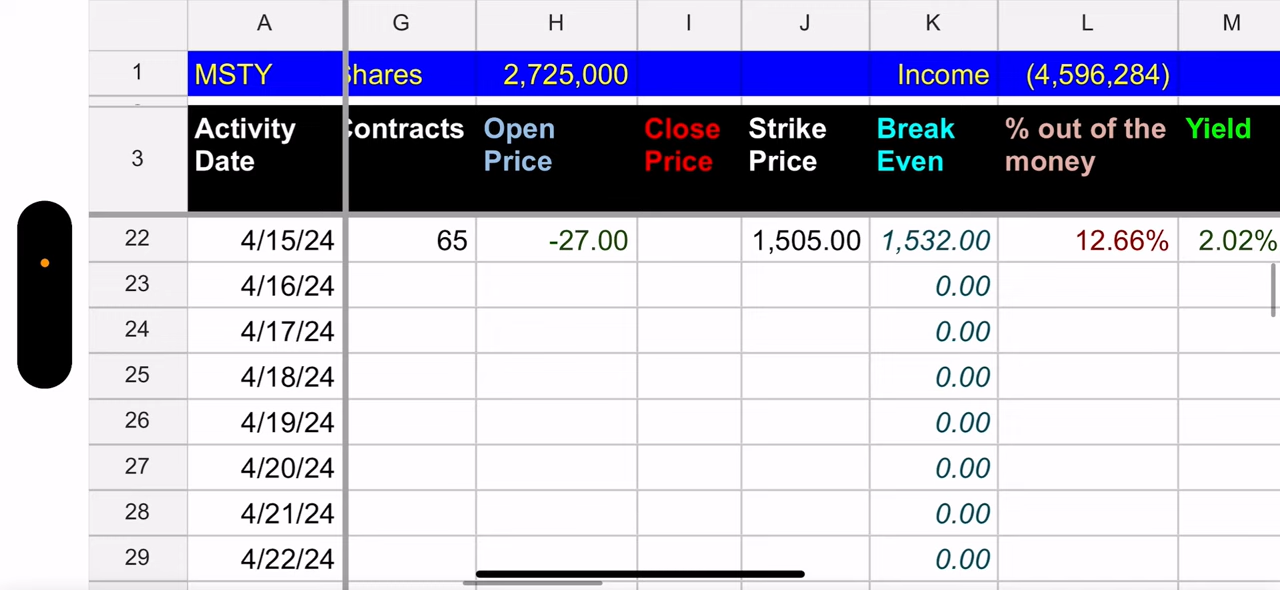 A G H I J K L M
1 MSTY Shares 2,725,000 Income (4,596,284)
3 Activity Date Contracts Open Price Close Price Strike Price Break Even % out of the money Yield
22 4/15/24 65 -27.00 1,505.00 1,532.00 12.66% 2.02%
23 4/16/24 0.00
24 4/17/24 0.00
25 4/18/24 0.00
26 4/19/24 0.00
27 4/20/24 0.00
28 4/21/24 0.00
29 4/22/24 0.00